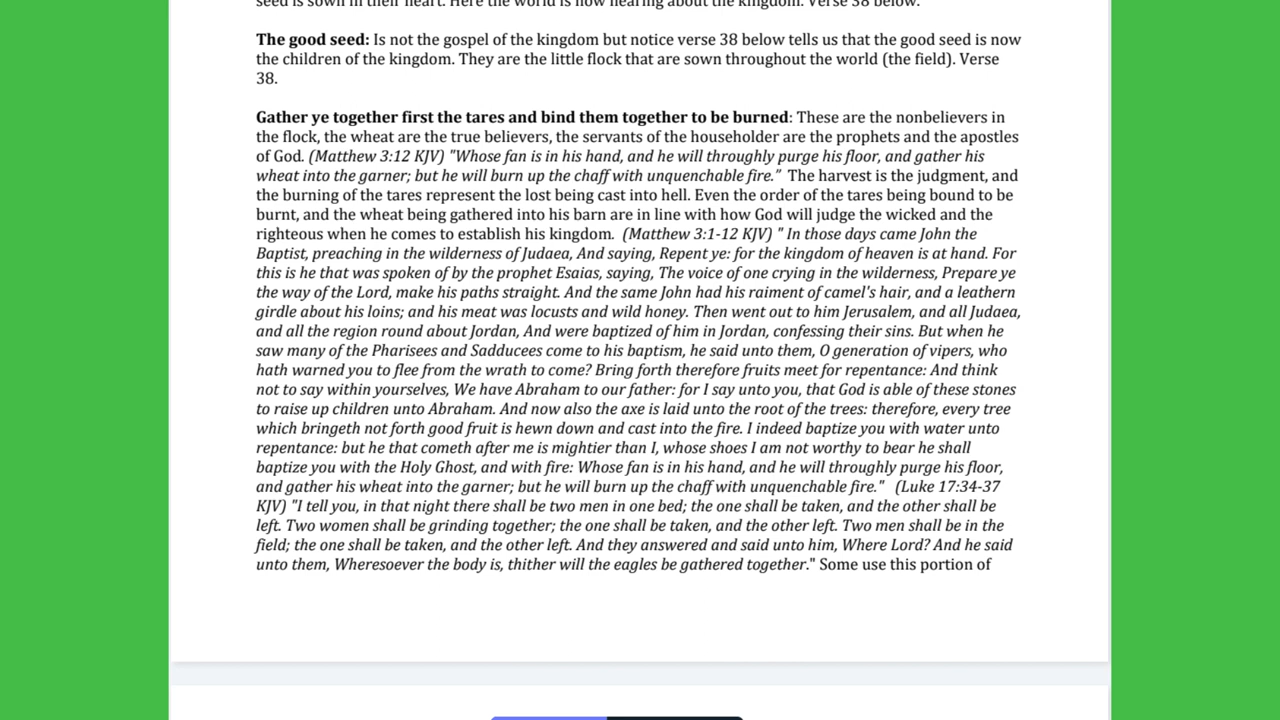 seed is sown in their heart. Here the world is now hearing about the kingdom. Verse 38 below.
The good seed: Is not the gospel of the kingdom but notice verse 38 below tells us that the good seed is now
the children of the kingdom. They are the little flock that are sown throughout the world (the field). Verse
38.
Gather ye together first the tares and bind them together to be burned: These are the nonbelievers in
the flock, the wheat are the true believers, the servants of the householder are the prophets and the apostles
of God. (Matthew 3:12 KJV) "Whose fan is in his hand, and he will throughly purge his floor, and gather his
wheat into the garner; but he will burn up the chaff with unquenchable fire.” The harvest is the judgment, and
the burning of the tares represent the lost being cast into hell. Even the order of the tares being bound to be
burnt, and the wheat being gathered into his barn are in line with how God will judge the wicked and the
righteous when he comes to establish his kingdom. (Matthew 3:1-12 KJV) " In those days came John the
Baptist, preaching in the wilderness of Judaea, And saying, Repent ye: for the kingdom of heaven is at hand. For
this is he that was spoken of by the prophet Esaias, saying, The voice of one crying in the wilderness, Prepare ye
the way of the Lord, make his paths straight. And the same John had his raiment of camel's hair, and a leathern
girdle about his loins; and his meat was locusts and wild honey. Then went out to him Jerusalem, and all Judaea,
and all the region round about Jordan, And were baptized of him in Jordan, confessing their sins. But when he
saw many of the Pharisees and Sadducees come to his baptism, he said unto them, O generation of vipers, who
hath warned you to flee from the wrath to come? Bring forth therefore fruits meet for repentance: And think
not to say within yourselves, We have Abraham to our father: for I say unto you, that God is able of these stones
to raise up children unto Abraham. And now also the axe is laid unto the root of the trees: therefore, every tree
which bringeth not forth good fruit is hewn down and cast into the fire. I indeed baptize you with water unto
repentance: but he that cometh after me is mightier than I, whose shoes I am not worthy to bear he shall
baptize you with the Holy Ghost, and with fire: Whose fan is in his hand, and he will throughly purge his floor,
and gather his wheat into the garner; but he will burn up the chaff with unquenchable fire." (Luke 17:34-37
KJV) "I tell you, in that night there shall be two men in one bed; the one shall be taken, and the other shall be
left. Two women shall be grinding together; the one shall be taken, and the other left. Two men shall be in the
field; the one shall be taken, and the other left. And they answered and said unto him, Where Lord? And he said
unto them, Wheresoever the body is, thither will the eagles be gathered together." Some use this portion of